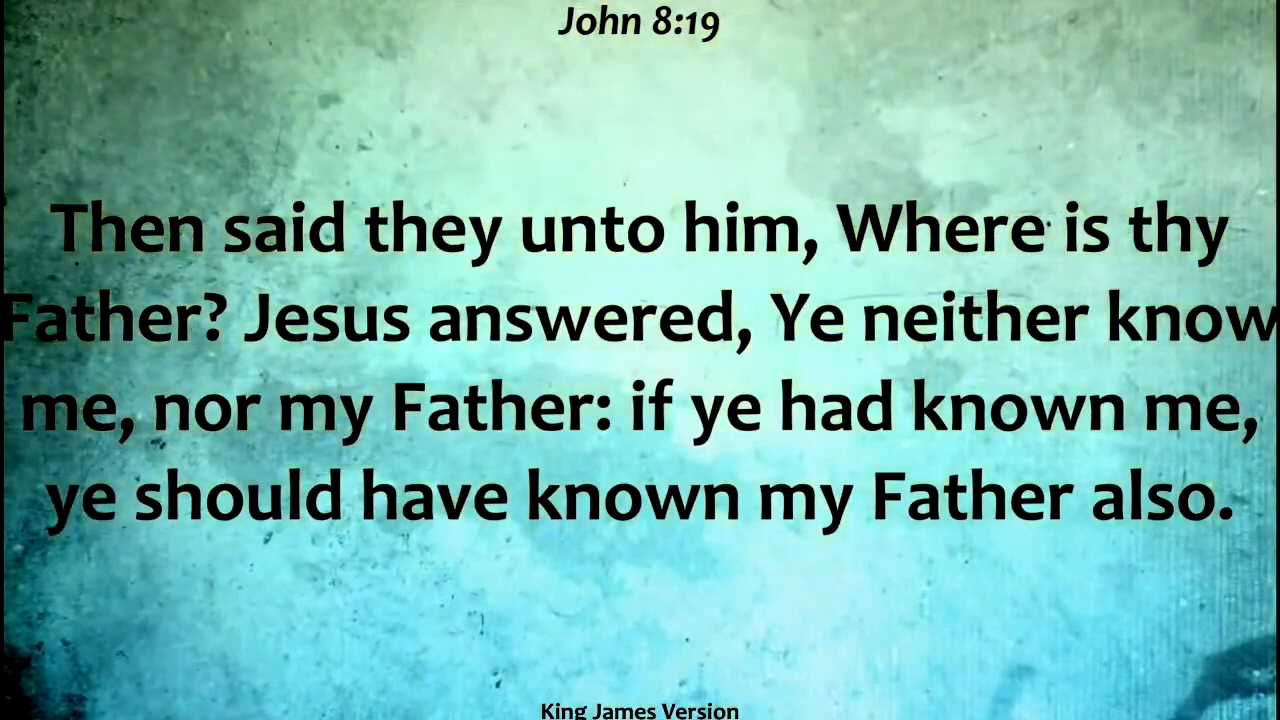 John 8:19
Then said they unto him, Where is thy
Father? Jesus answered, Ye neither know
me, nor my Father: if ye had known me,
ye should have known my Father also.
King James Version